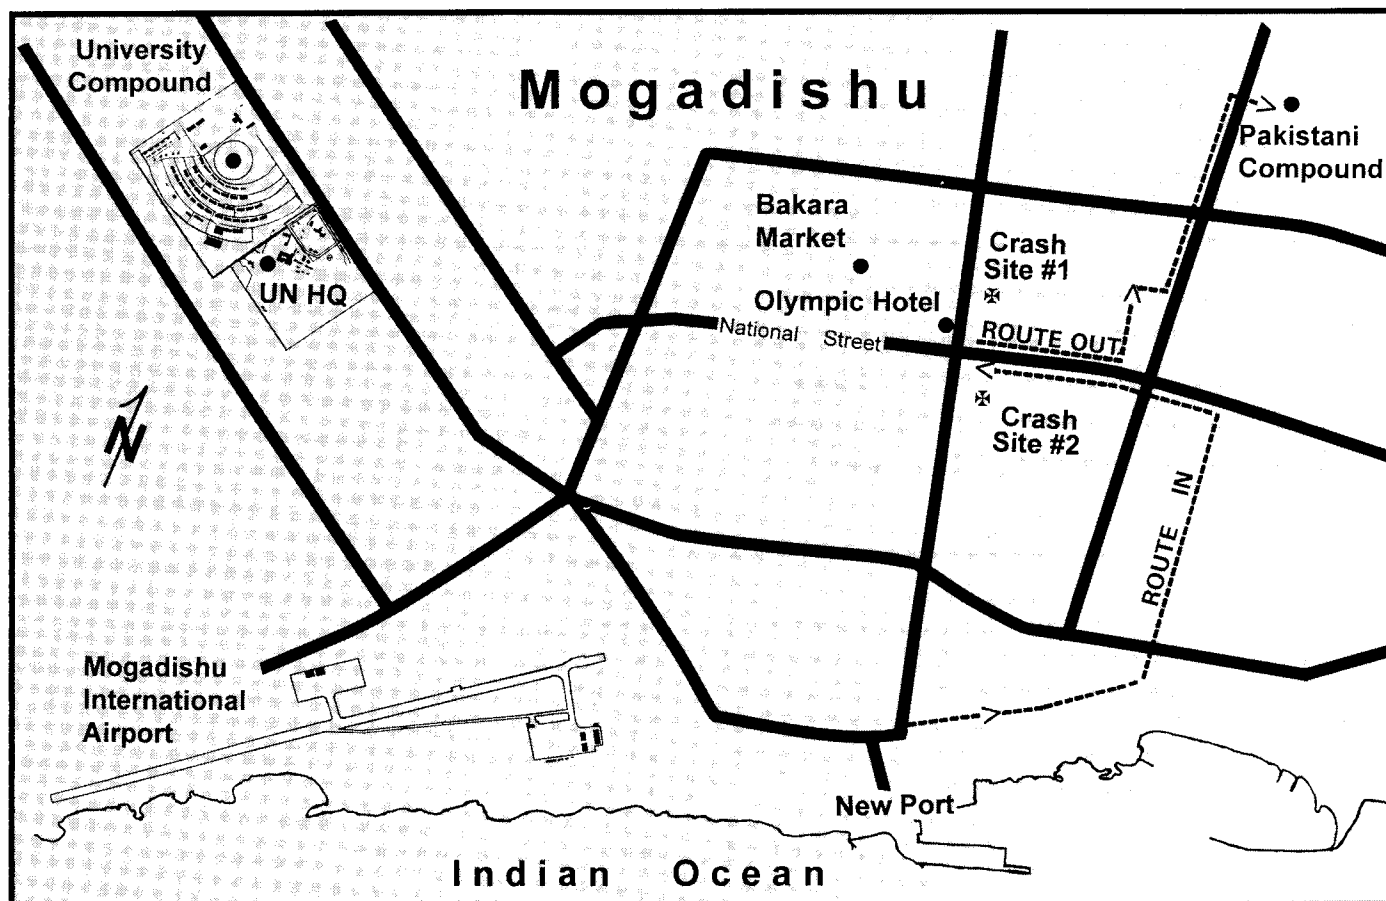 University
Compound
Mogadishu
Pakistani
Compound
Bakara
Market
Crash
Site #1
UN HQ
Olympic Hotel
National Street
ROUTE OUT
Crash
Site #2
N
ROUTE IN
Mogadishu
International
Airport
New Port
Indian Ocean